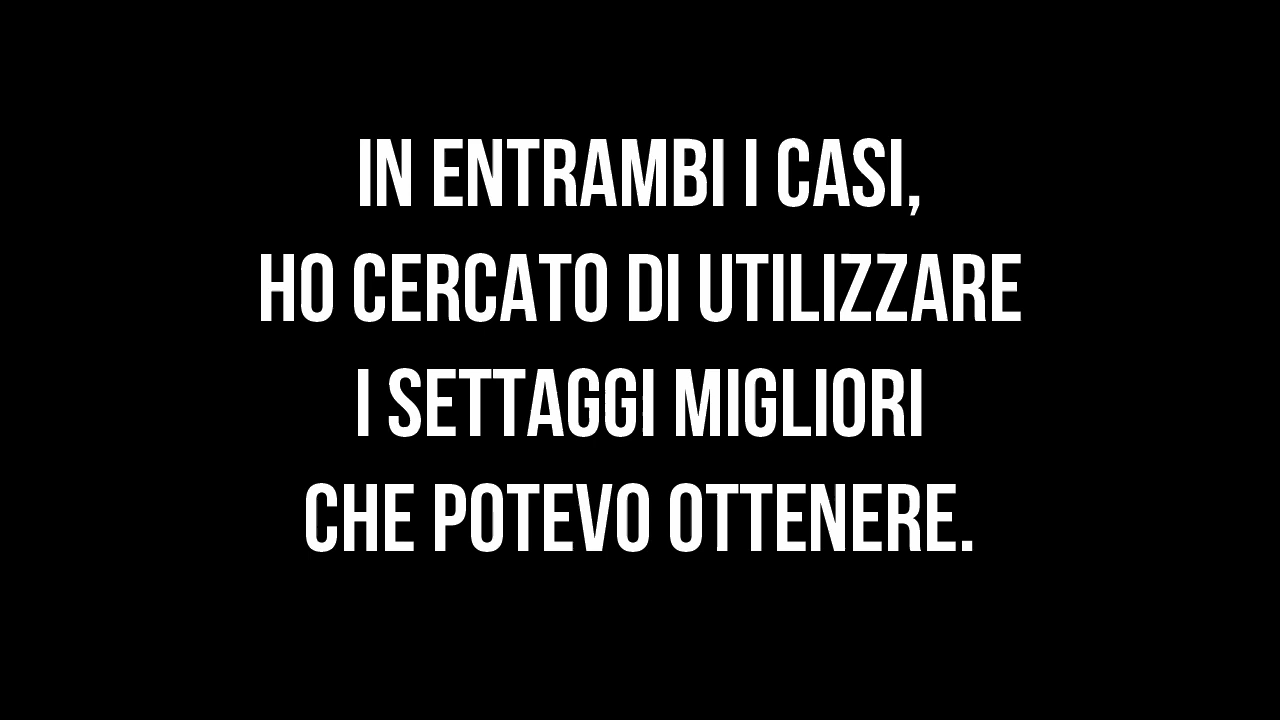 IN ENTRAMBI I CASI,
HO CERCATO DI UTILIZZARE
I SETTAGGI MIGLIORI
CHE POTEVO OTTENERE.